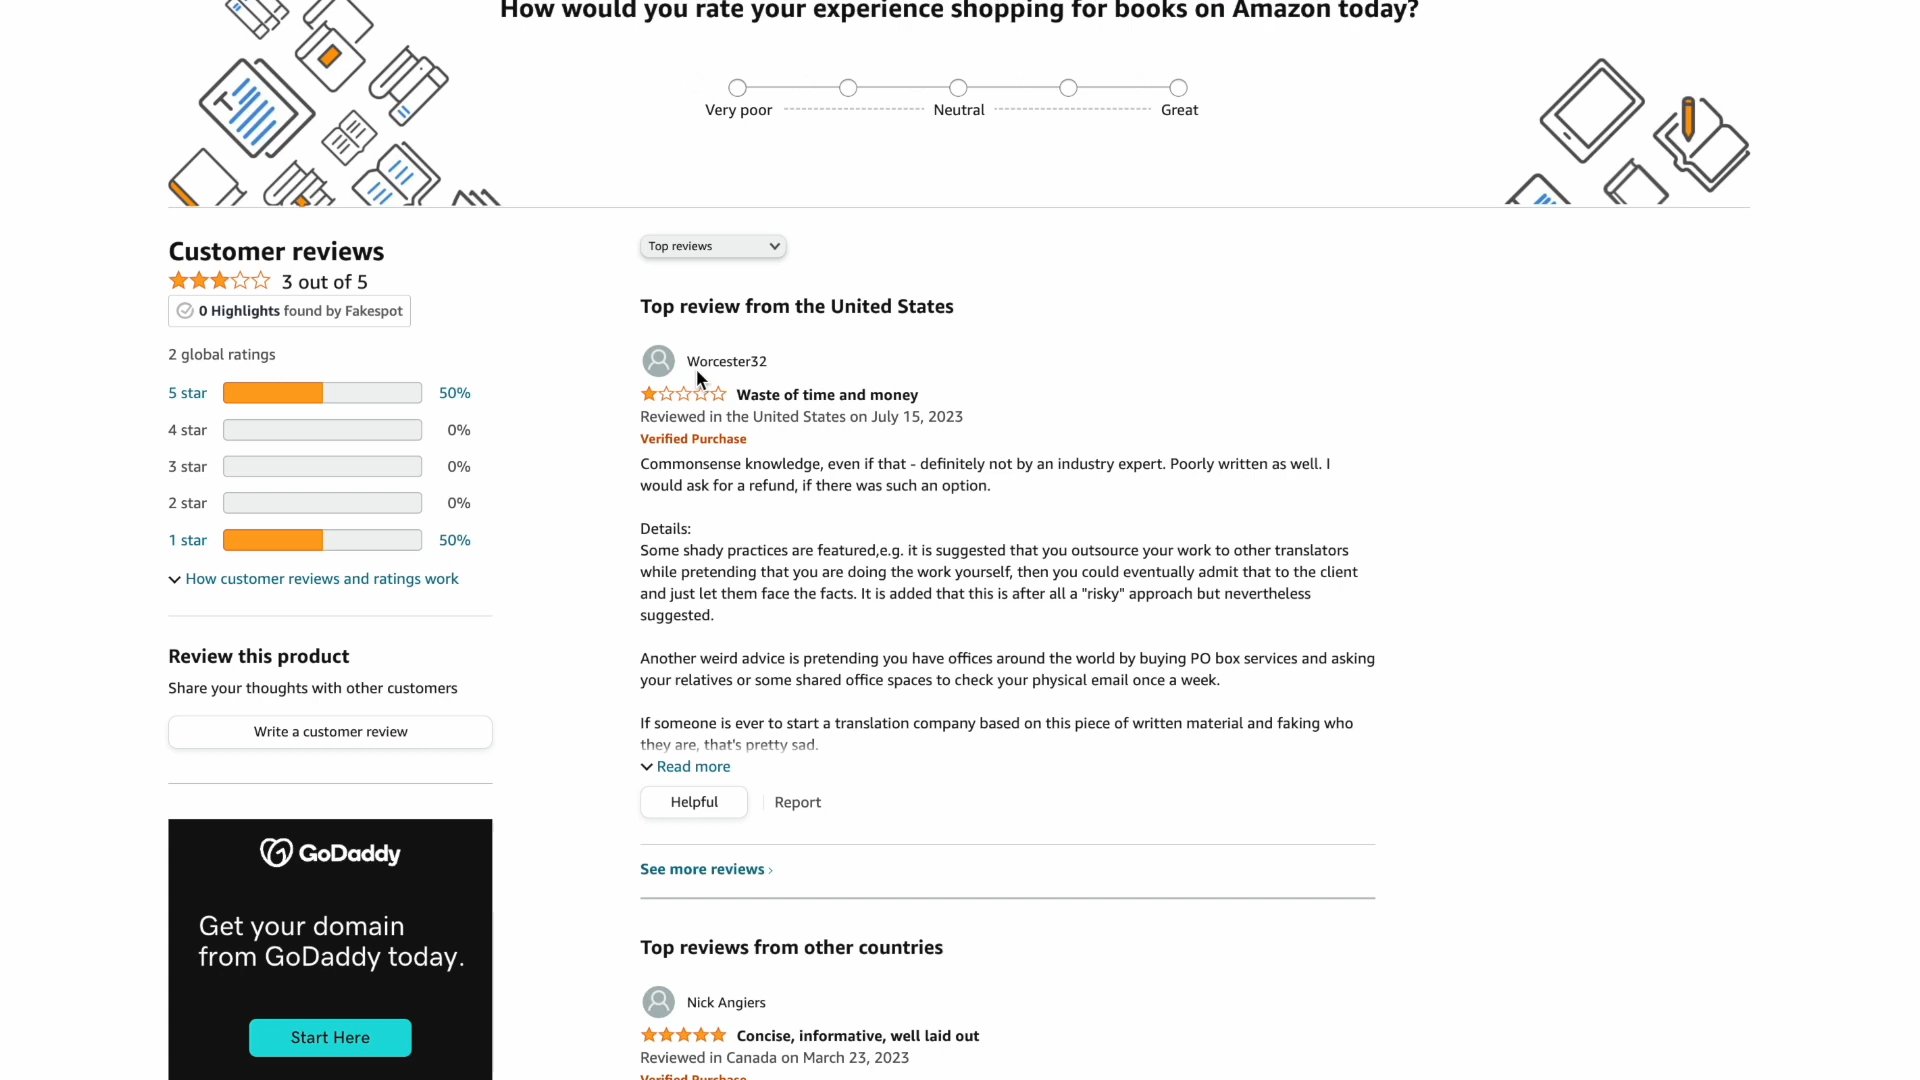 How would you rate your experience shopping for books on Amazon today?
Very poor
Neutral
Great
Customer reviews
3 out of 5
0 Highlights found by Fakespot
2 global ratings
5 star 50%
4 star 0%
3 star 0%
2 star 0%
1 star 50%
How customer reviews and ratings work
Review this product
Share your thoughts with other customers
Write a customer review
GoDaddy
Get your domain
from GoDaddy today.
Start Here
Top reviews
Top review from the United States
Worcester32
Waste of time and money
Reviewed in the United States on July 15, 2023
Verified Purchase
Commonsense knowledge, even if that - definitely not by an industry expert. Poorly written as well. I
would ask for a refund, if there was such an option.
Details:
Some shady practices are featured,e.g. it is suggested that you outsource your work to other translators
while pretending that you are doing the work yourself, then you could eventually admit that to the client
and just let them face the facts. It is added that this is after all a "risky" approach but nevertheless
suggested.
Another weird advice is pretending you have offices around the world by buying PO box services and asking
your relatives or some shared office spaces to check your physical email once a week.
If someone is ever to start a translation company based on this piece of written material and faking who
they are, that's pretty sad.
Read more
Helpful
Report
See more reviews ›
Top reviews from other countries
Nick Angiers
Concise, informative, well laid out
Reviewed in Canada on March 23, 2023
Verified Purchase